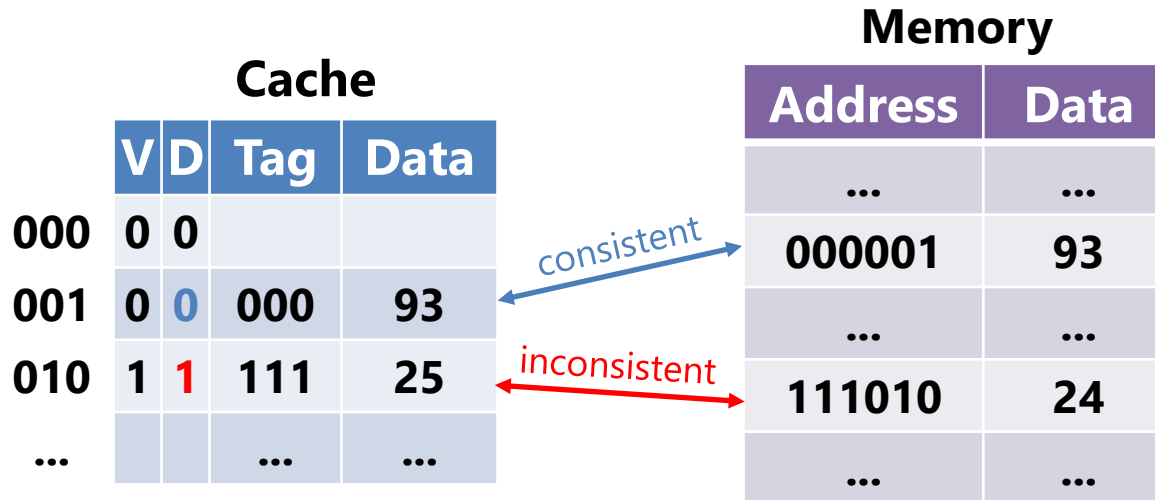 Cache
V D Tag Data
000 0 0
001 0 0 000 93
010 1 1 111 25
... ... ...
consistent
inconsistent
Memory
Address Data
... ...
000001 93
... ...
111010 24
... ...